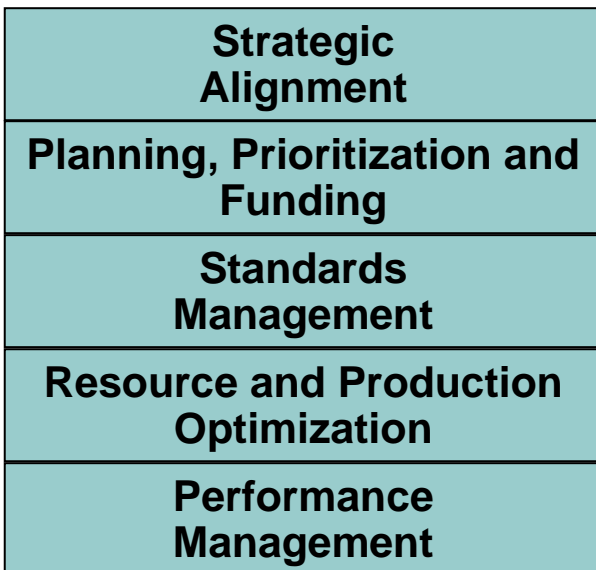 Strategic
Alignment
Planning, Prioritization and
Funding
Standards
Management
Resource and Production
Optimization
Performance
Management